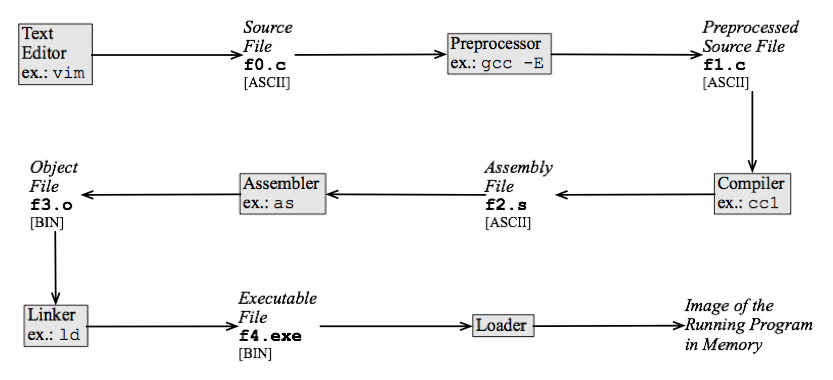 Text
Editor
ex.: vim
Source
File
f0.c
[ASCII]
Preprocessor
ex.: gcc -E
Preprocessed
Source File
f1.c
[ASCII]
Compiler
ex.: cc1
Assembly
File
f2.s
[ASCII]
Assembler
ex.: as
Object
File
f3.o
[BIN]
Linker
ex.: ld
Executable
File
f4.exe
[BIN]
Loader
Image of the
Running Program
in Memory